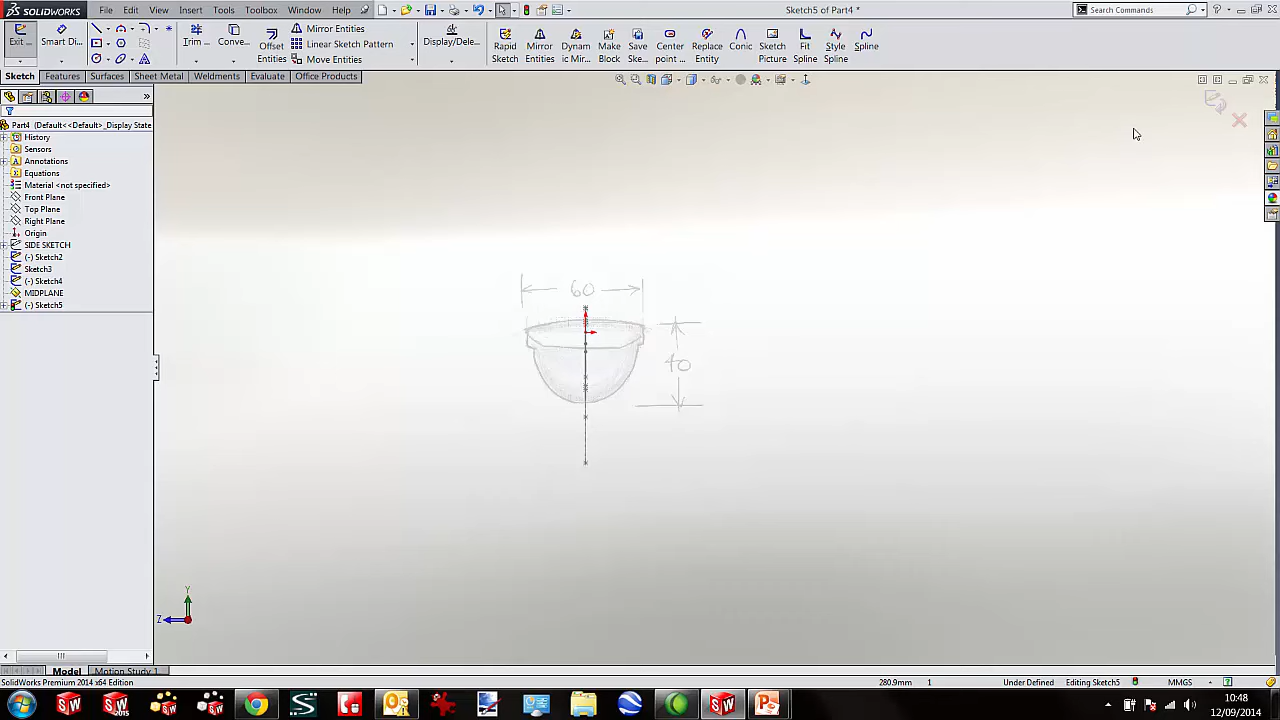 SOLIDWORKS File Edit View Insert Tools Toolbox Window Help Sketch5 of Part4 * Search Commands ?
Exit ... Smart Di... Trim ... Conve... Offset Entities Mirror Entities Linear Sketch Pattern Move Entities Display/Dele... Rapid Sketch Mirror Entities Dynam ic Mir... Make Block Save Ske... Center point ... Replace Entity Conic Sketch Picture Fit Spline Style Spline Spline
Sketch Features Surfaces Sheet Metal Weldments Evaluate Office Products
Part4 (Default<<Default>_Display State
History
Sensors
Annotations
Equations
Material <not specified>
Front Plane
Top Plane
Right Plane
Origin
SIDE SKETCH
(-) Sketch2
Sketch3
(-) Sketch4
MIDPLANE
(-) Sketch5
60
40
Y
Z
Model Motion Study 1
SolidWorks Premium 2014 x64 Edition 280.9mm 1 Under Defined Editing Sketch5 MMGS ?
10:48
12/09/2014